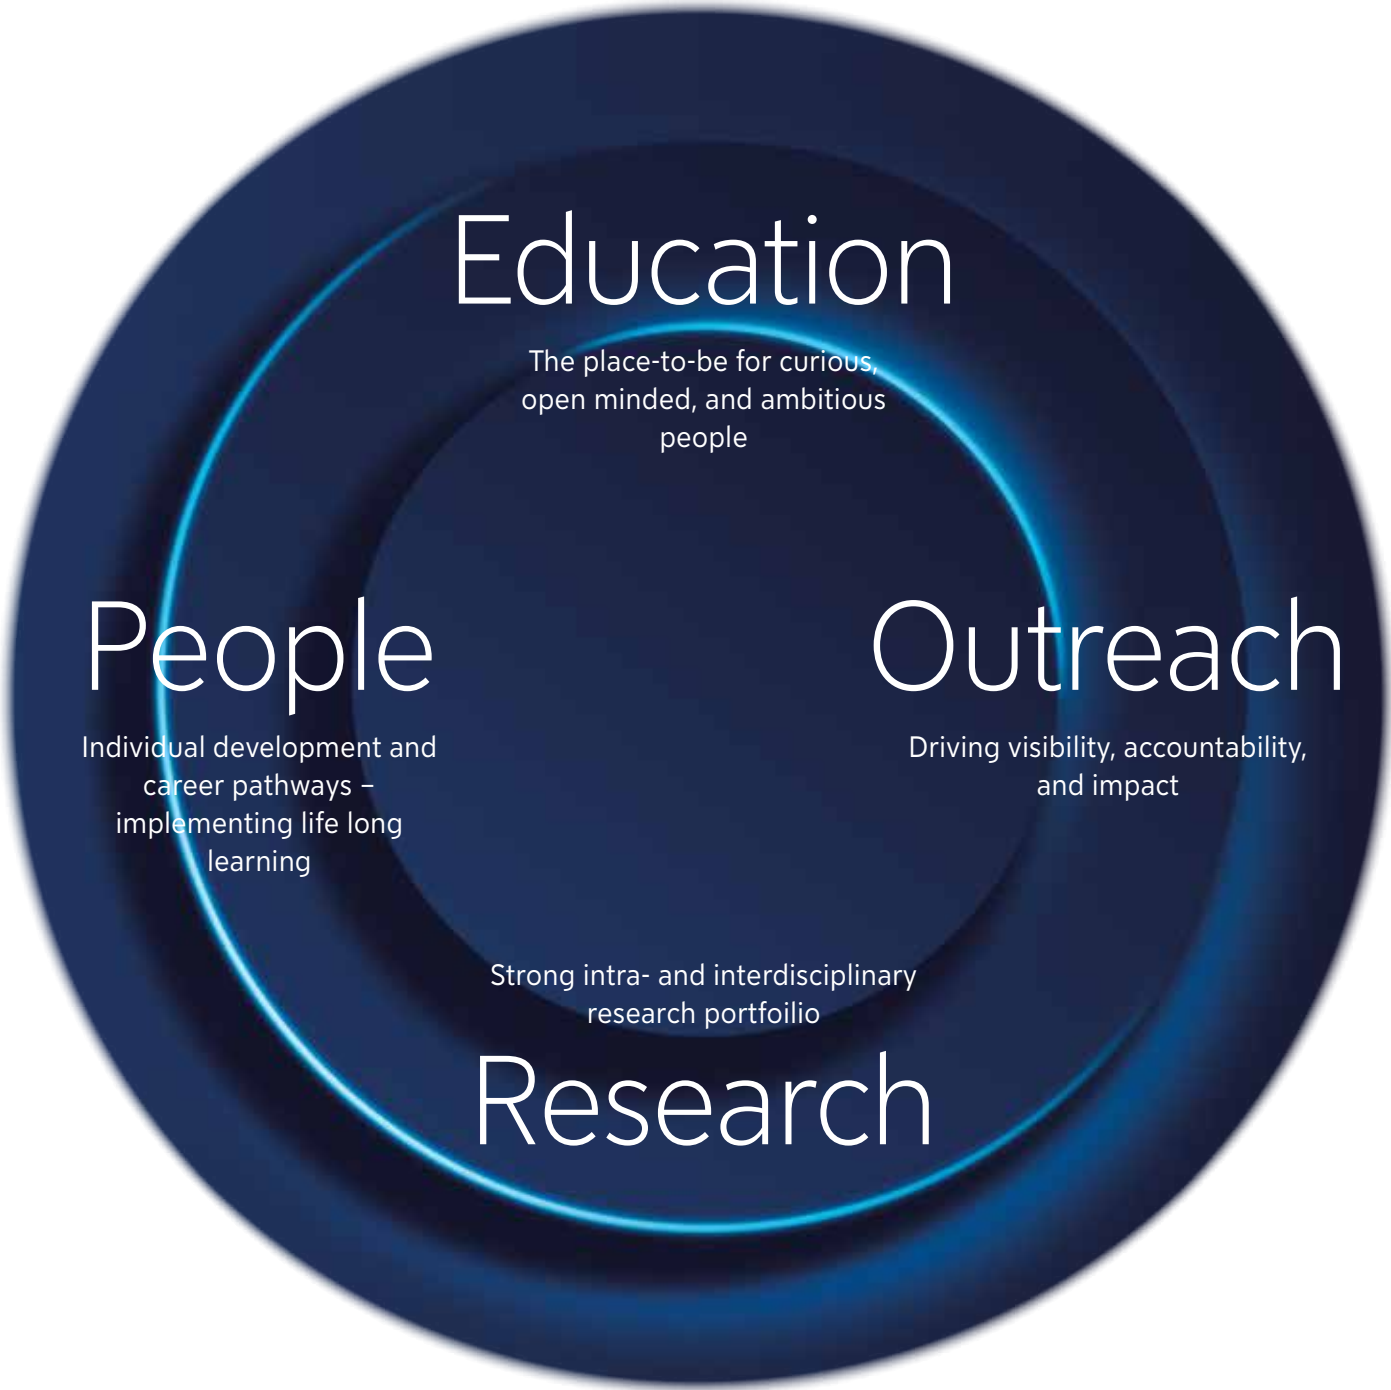 Education
The place-to-be for curious,
open minded, and ambitious
people
People
Individual development and
career pathways –
implementing life long
learning
Outreach
Driving visibility, accountability,
and impact
Strong intra- and interdisciplinary
research portfoilio
Research